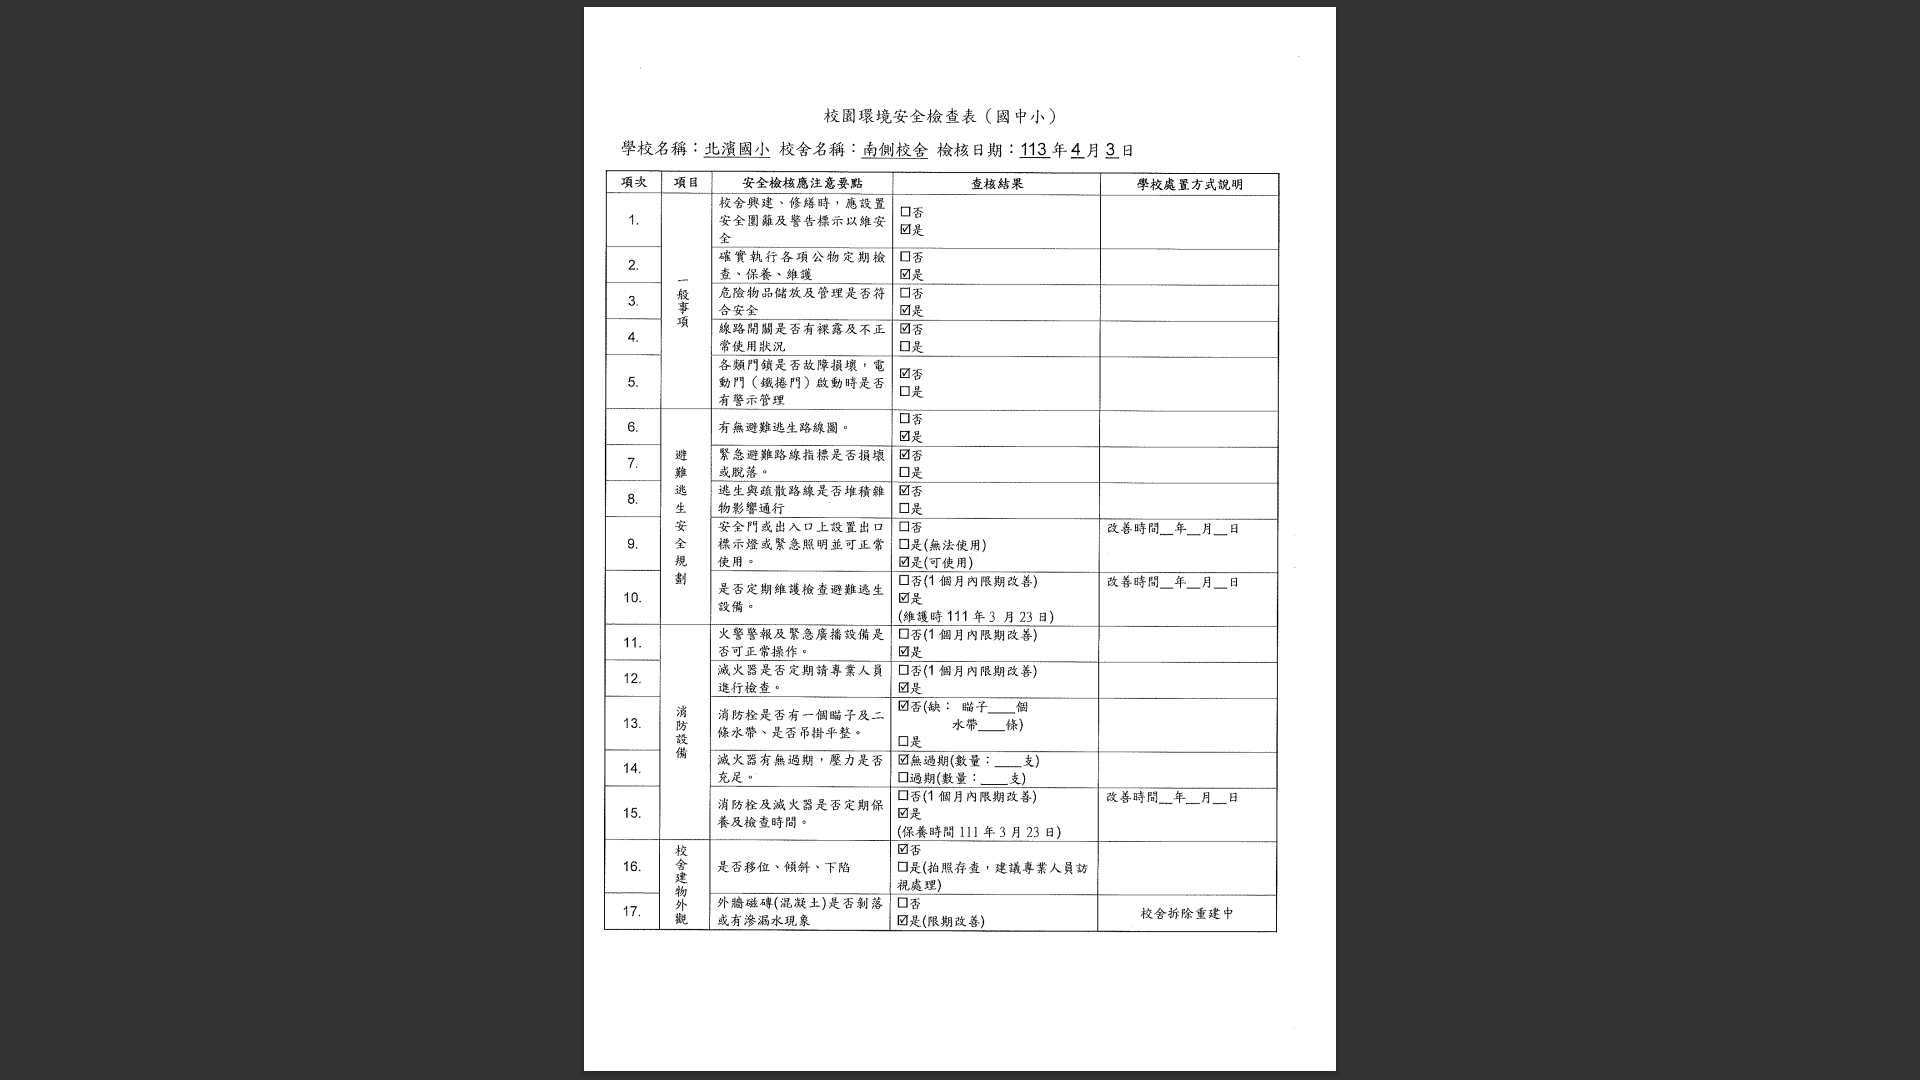 校園環境安全檢查表（國中小）
學校名稱：北濱國小 校舍名稱：南側校舍 檢核日期：113年4月3日
項次 項目 安全檢核應注意要點 查核結果 學校處置方式說明
一般事項
1.
校舍興建、修繕時，應設置
安全圍籬及警告標示以維安
全
☐否
☑是
2.
確實執行各項公物定期檢
查、保養、維護
☐否
☑是
3.
危險物品儲放及管理是否符
合安全
☐否
☑是
4.
線路開關是否有裸露及不正
常使用狀況
☑否
☐是
5.
各類門鎖是否故障損壞，電
動門（鐵捲門）啟動時是否
有警示管理
☑否
☐是
避難逃生安全規劃
6.
有無避難逃生路線圖。
☐否
☑是
7.
緊急避難路線指標是否損壞
或脫落。
☑否
☐是
8.
逃生與疏散路線是否堆積雜
物影響通行
☑否
☐是
9.
安全門或出入口上設置出口
標示燈或緊急照明並可正常
使用。
☐否
☐是(無法使用)
☑是(可使用)
改善時間__年__月__日
10.
是否定期維護檢查避難逃生
設備。
☐否(1 個月內限期改善)
☑是
(維護時 111 年 3 月 23 日)
改善時間__年__月__日
消防設備
11.
火警警報及緊急廣播設備是
否可正常操作。
☐否(1 個月內限期改善)
☑是
12.
滅火器是否定期請專業人員
進行檢查。
☐否(1 個月內限期改善)
☑是
13.
消防栓是否有一個瞄子及二
條水帶、是否吊掛平整。
☑否(缺： 瞄子____個
水帶____條)
☐是
14.
滅火器有無過期，壓力是否
充足。
☑無過期(數量：____支)
☐過期(數量：____支)
15.
消防栓及滅火器是否定期保
養及檢查時間。
☐否(1 個月內限期改善)
☑是
(保養時間 111 年 3 月 23 日)
改善時間__年__月__日
校舍建物外觀
16.
是否移位、傾斜、下陷
☑否
☐是(拍照存查，建議專業人員訪
視處理)
17.
外牆磁磚(混凝土)是否剝落
或有滲漏水現象
☐否
☑是(限期改善)
校舍拆除重建中